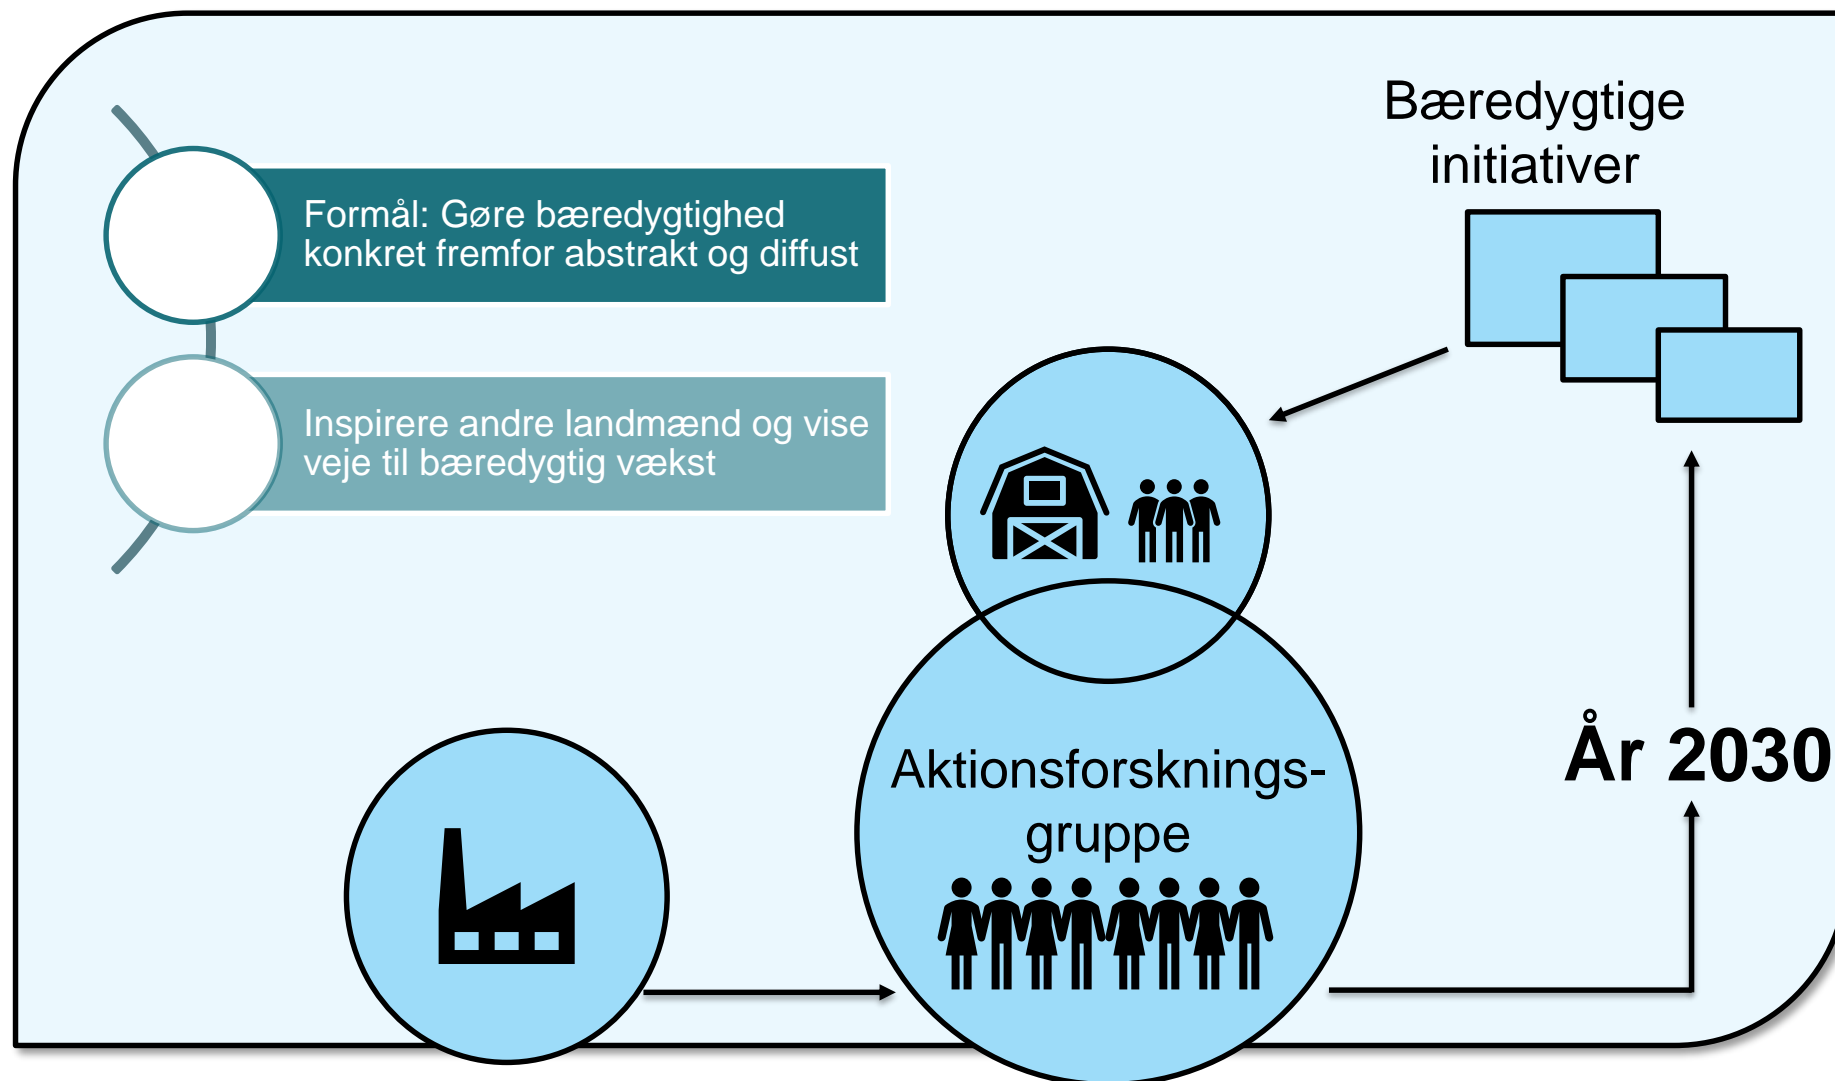 Formål: Gøre bæredygtighed
konkret fremfor abstrakt og diffust
Inspirere andre landmænd og vise
veje til bæredygtig vækst
Bæredygtige
initiativer
Aktionsforsknings-
gruppe
År 2030